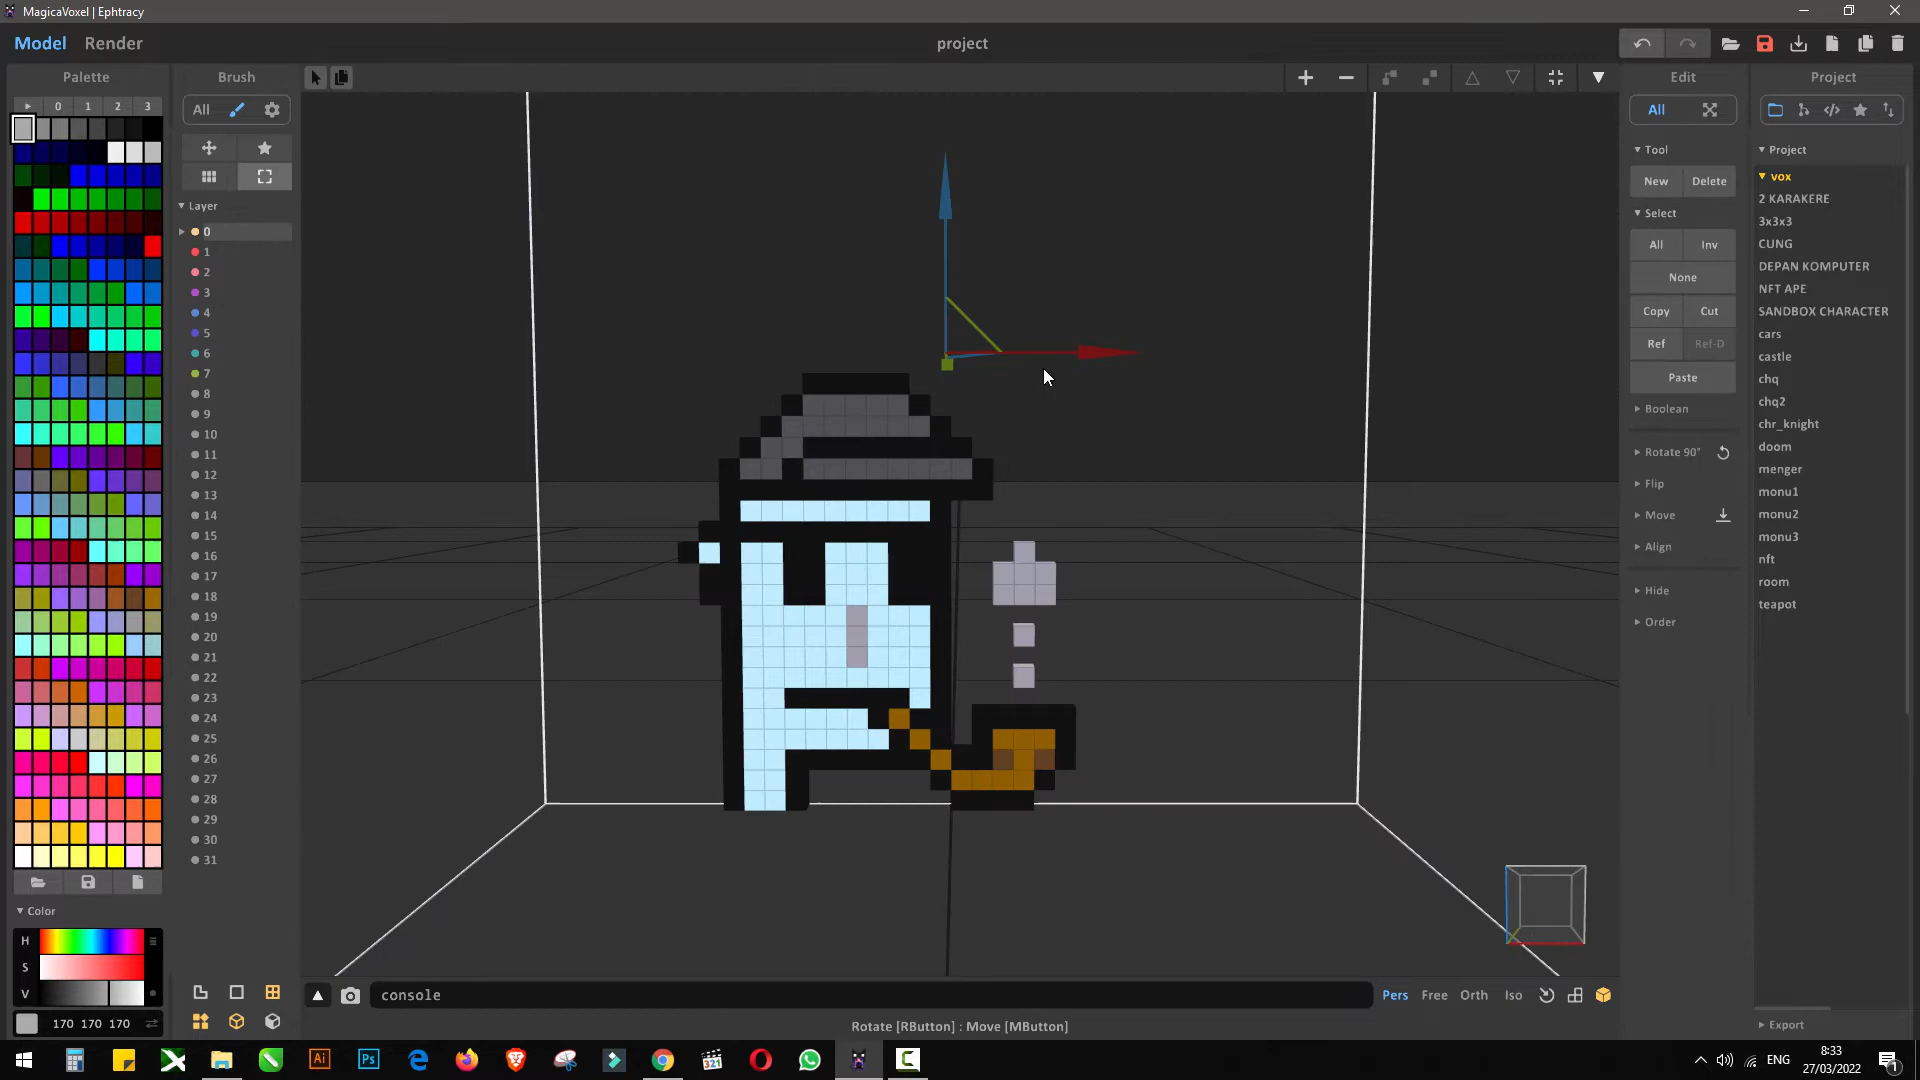 MagicaVoxel | Ephtracy
Model Render
project
Palette
Brush
Edit
Project
0 1 2 3
All
All
Layer
0
1
2
3
4
5
6
7
8
9
10
11
12
13
14
15
16
17
18
19
20
21
22
23
24
25
26
27
28
29
30
31
Color
H
S
V
170 170 170
Tool
New Delete
Select
All Inv
None
Copy Cut
Ref Ref-D
Paste
Boolean
Rotate 90°
Flip
Move
Align
Hide
Order
Project
vox
2 KARAKERE
3x3x3
CUNG
DEPAN KOMPUTER
NFT APE
SANDBOX CHARACTER
cars
castle
chq
chq2
chr_knight
doom
menger
monu1
monu2
monu3
nft
room
teapot
Export
console
Pers Free Orth Iso
Rotate [RButton] : Move [MButton]
Ai
Ps
321
ENG
8:33
27/03/2022
1